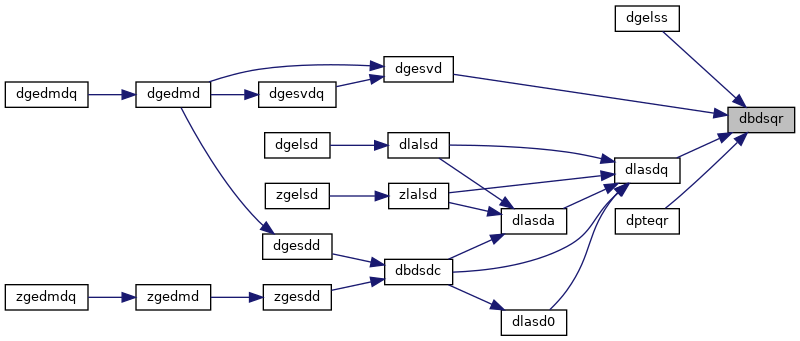 dgelss
dgesvd
dgedmdq
dgedmd
dgesvdq
dbdsqr
dgelsd
dlalsd
dlasdq
zgelsd
zlalsd
dlasda
dpteqr
dgesdd
dbdsdc
zgedmdq
zgedmd
zgesdd
dlasd0